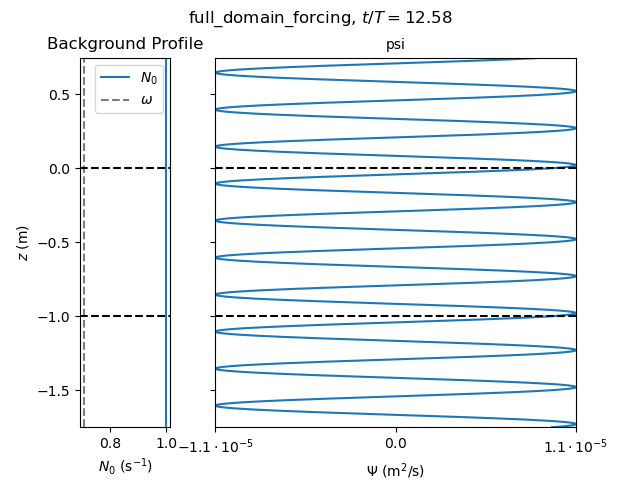 full_domain_forcing, t/T = 12.58
Background Profile
psi
N₀
ω
0.5
0.0
−0.5
−1.0
−1.5
z (m)
0.8
1.0
N₀ (s⁻¹)
−1.1 · 10⁻⁵
0.0
1.1 · 10⁻⁵
Ψ (m²/s)